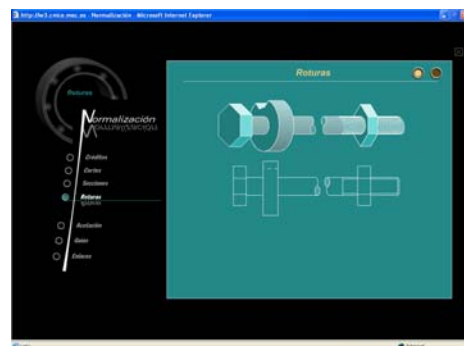 http://w3.cnice.mec.es - Normalización - Microsoft Internet Explorer
Roturas
Roturas
Normalización
Créditos
Cortes
Secciones
Roturas
Acotación
Guías
Enlaces
Internet